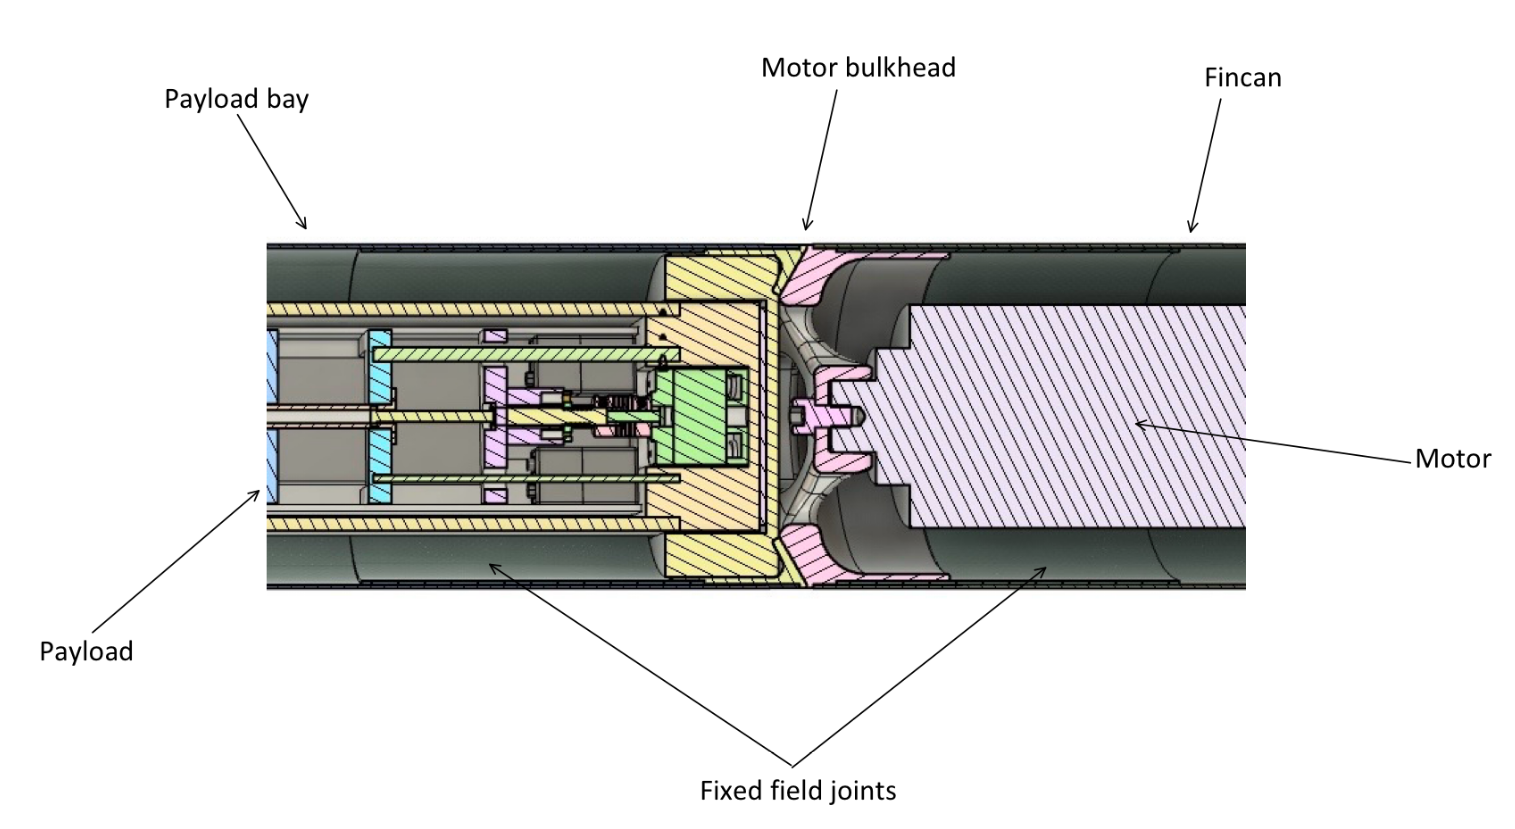 Motor bulkhead
Fincan
Payload bay
Motor
Payload
Fixed field joints